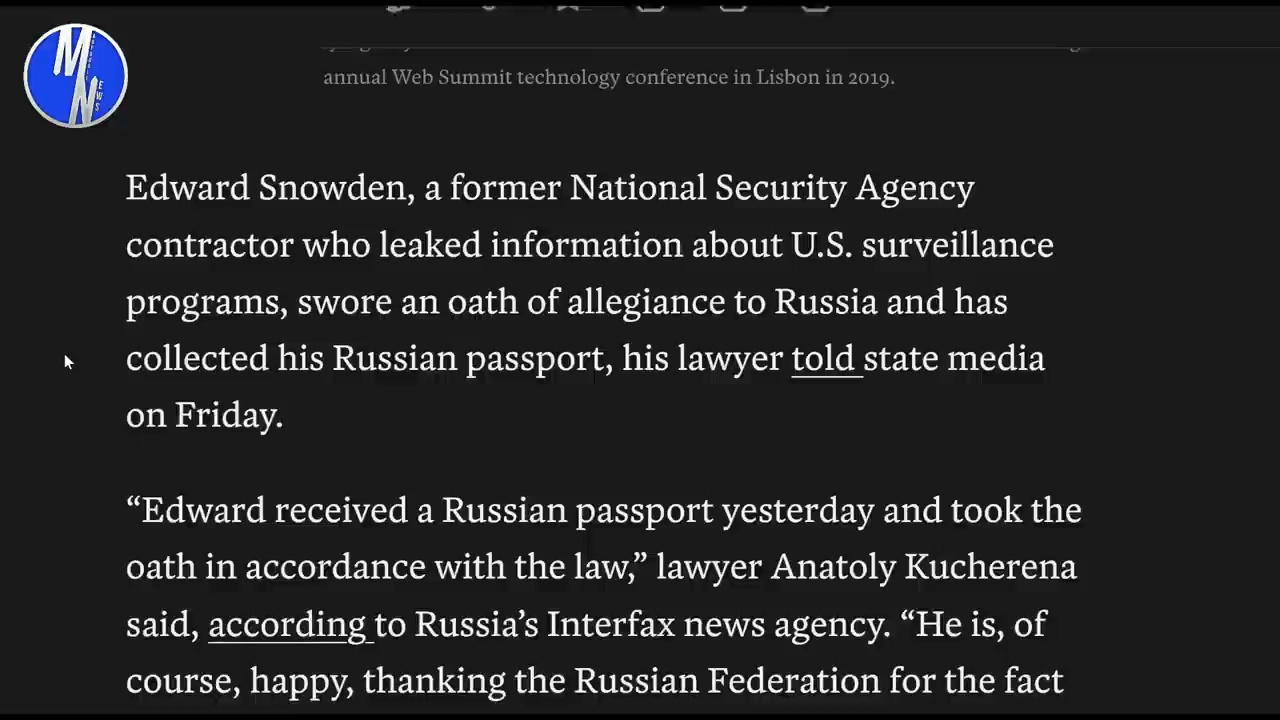 annual Web Summit technology conference in Lisbon in 2019.
Edward Snowden, a former National Security Agency
contractor who leaked information about U.S. surveillance
programs, swore an oath of allegiance to Russia and has
collected his Russian passport, his lawyer told state media
on Friday.
“Edward received a Russian passport yesterday and took the
oath in accordance with the law,” lawyer Anatoly Kucherena
said, according to Russia’s Interfax news agency. “He is, of
course, happy, thanking the Russian Federation for the fact